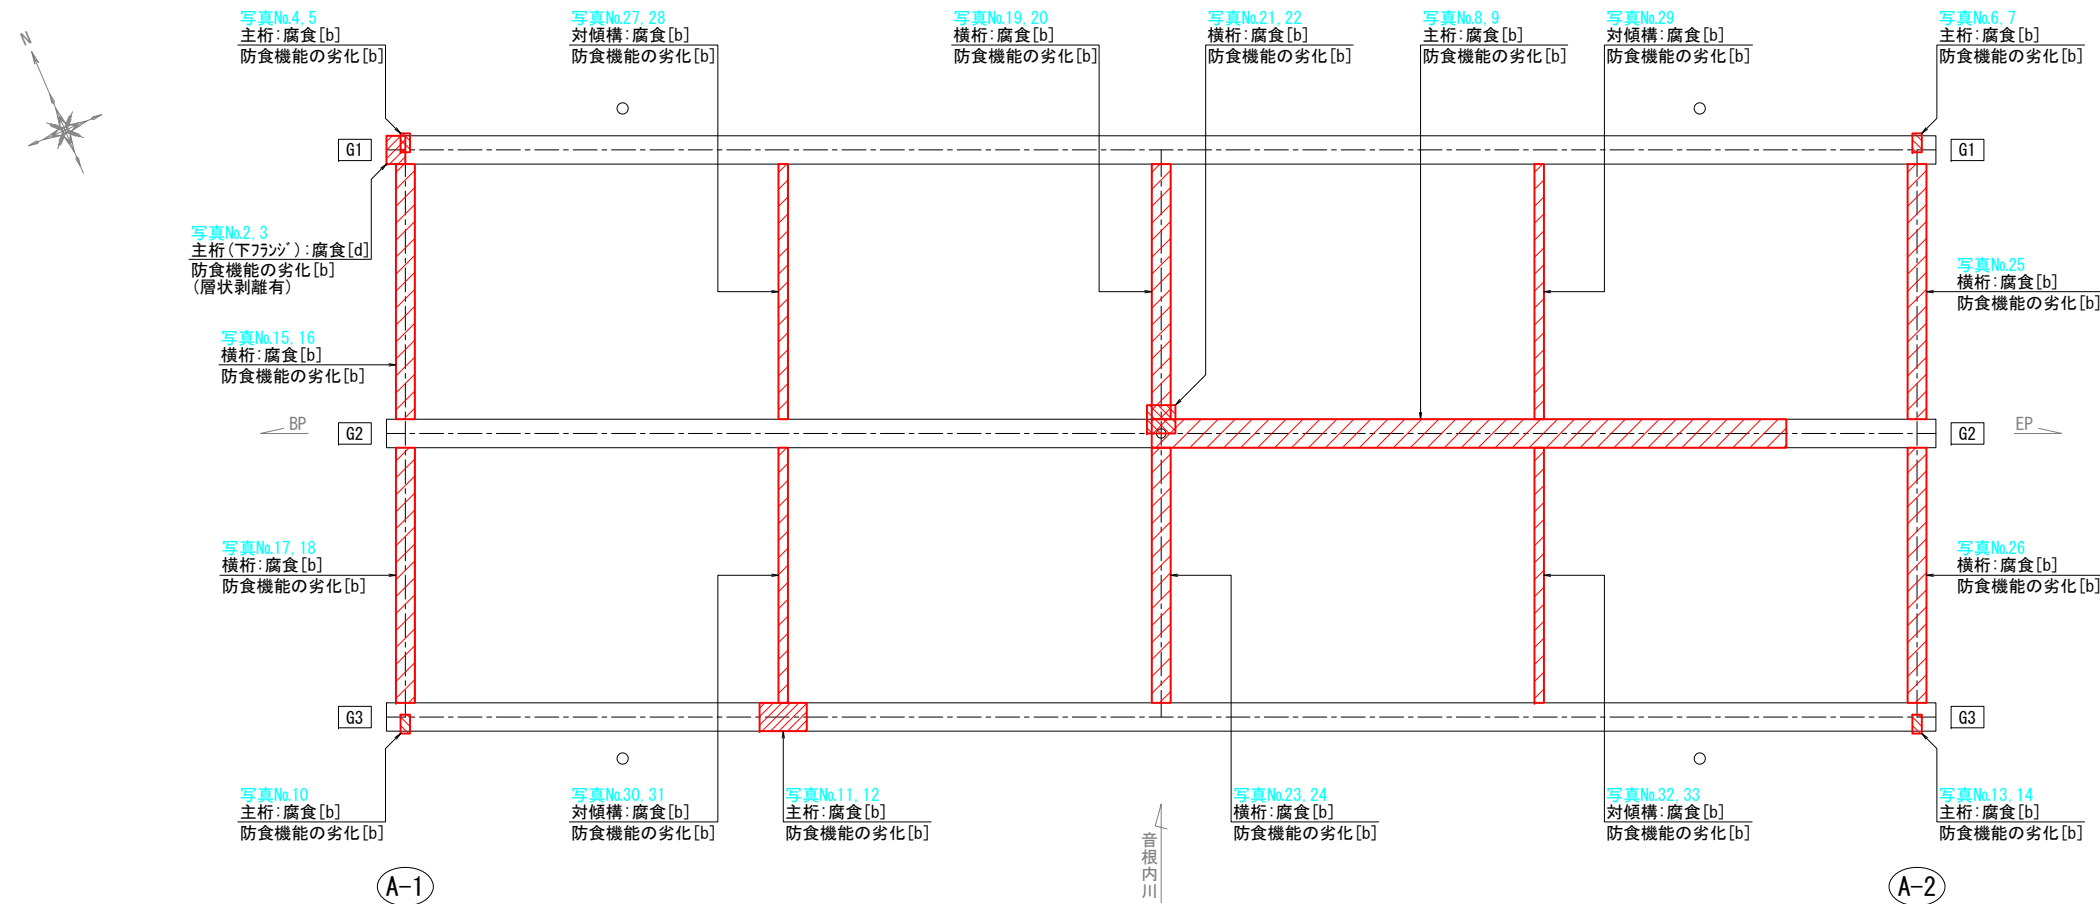 写真No.4,5
主桁:腐食[b]
防食機能の劣化[b]
写真No.27,28
対傾構:腐食[b]
防食機能の劣化[b]
写真No.19,20
横桁:腐食[b]
防食機能の劣化[b]
写真No.21,22
横桁:腐食[b]
防食機能の劣化[b]
写真No.8,9
主桁:腐食[b]
防食機能の劣化[b]
写真No.29
対傾構:腐食[b]
防食機能の劣化[b]
写真No.6,7
主桁:腐食[b]
防食機能の劣化[b]
N
G1
G1
写真No.2,3
主桁(下フランジ):腐食[d]
防食機能の劣化[b]
(層状剥離有)
写真No.25
横桁:腐食[b]
防食機能の劣化[b]
写真No.15,16
横桁:腐食[b]
防食機能の劣化[b]
BP
G2
G2
EP
写真No.17,18
横桁:腐食[b]
防食機能の劣化[b]
写真No.26
横桁:腐食[b]
防食機能の劣化[b]
G3
G3
写真No.10
主桁:腐食[b]
防食機能の劣化[b]
写真No.30,31
対傾構:腐食[b]
防食機能の劣化[b]
写真No.11,12
主桁:腐食[b]
防食機能の劣化[b]
写真No.23,24
横桁:腐食[b]
防食機能の劣化[b]
写真No.32,33
対傾構:腐食[b]
防食機能の劣化[b]
写真No.13,14
主桁:腐食[b]
防食機能の劣化[b]
音根内川
A-1
A-2